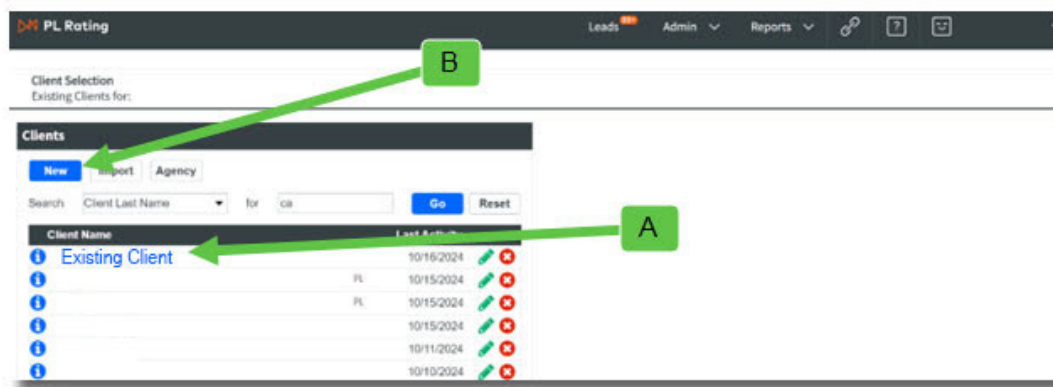 PL Rating Leads 99+ Admin Reports ?
B
Client Selection
Existing Clients for:
Clients
New Import Agency
Search Client Last Name for ca Go Reset
A
Client Name Last Activity
Existing Client 10/16/2024
PL 10/15/2024
PL 10/15/2024
10/15/2024
10/11/2024
10/10/2024